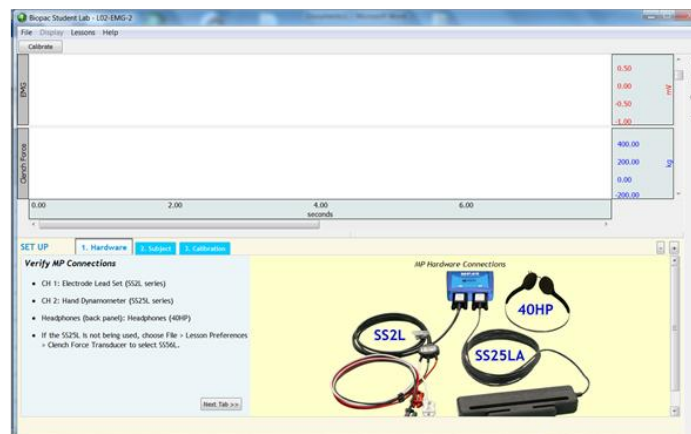 Biopac Student Lab - L02-EMG-2
File Display Lessons Help
Calibrate
EMG
0.50
0.00
-0.50
-1.00
mV
Clench Force
400.00
200.00
0.00
-200.00
kg
0.00 2.00 4.00 6.00
seconds
SET UP 1. Hardware 2. Subject 3. Calibration
Verify MP Connections
• CH 1: Electrode Lead Set (SS2L series)
• CH 2: Hand Dynamometer (SS25L series)
• Headphones (back panel): Headphones (40HP)
• If the SS25L is not being used, choose File > Lesson Preferences
> Clench Force Transducer to select SS56L.
Next Tab >>
MP Hardware Connections
40HP
SS2L
SS25LA